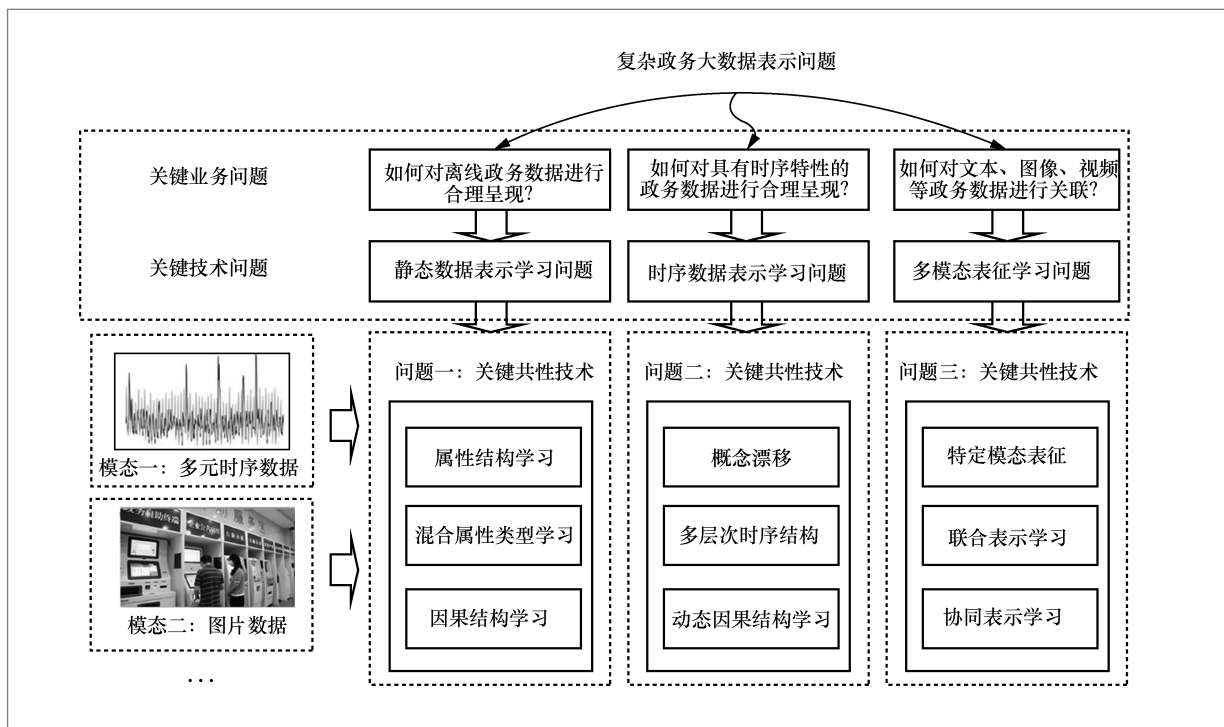 复杂政务大数据表示问题
关键业务问题
如何对离线政务数据进行
合理呈现？
如何对具有时序特性的
政务数据进行合理呈现？
如何对文本、图像、视频
等政务数据进行关联？
关键技术问题
静态数据表示学习问题
时序数据表示学习问题
多模态表征学习问题
模态一：多元时序数据
政务自助终端
模态二：图片数据
...
问题一：关键共性技术
属性结构学习
混合属性类型学习
因果结构学习
问题二：关键共性技术
概念漂移
多层次时序结构
动态因果结构学习
问题三：关键共性技术
特定模态表征
联合表示学习
协同表示学习